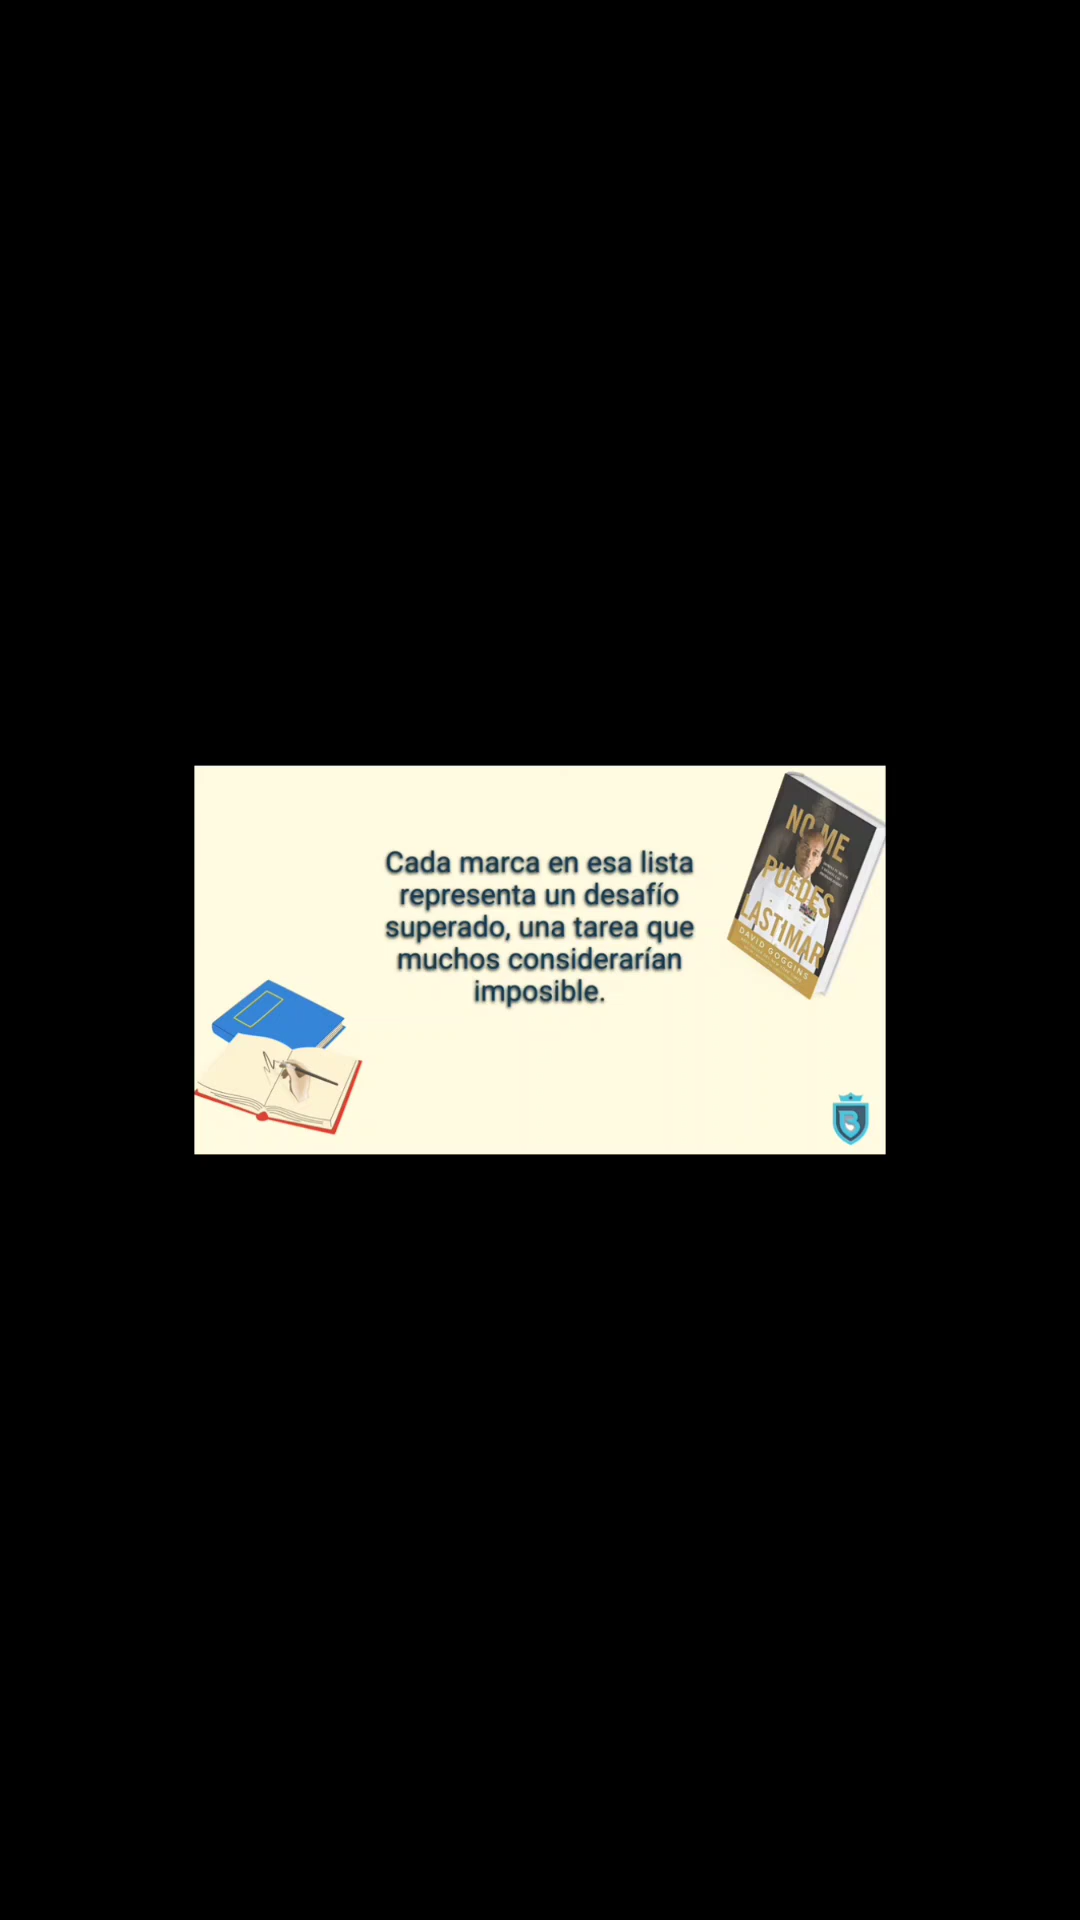 Cada marca en esa lista
representa un desafío
superado, una tarea que
muchos considerarían
imposible.
NO ME
PUEDES
LASTIMAR
DAVID GOGGINS